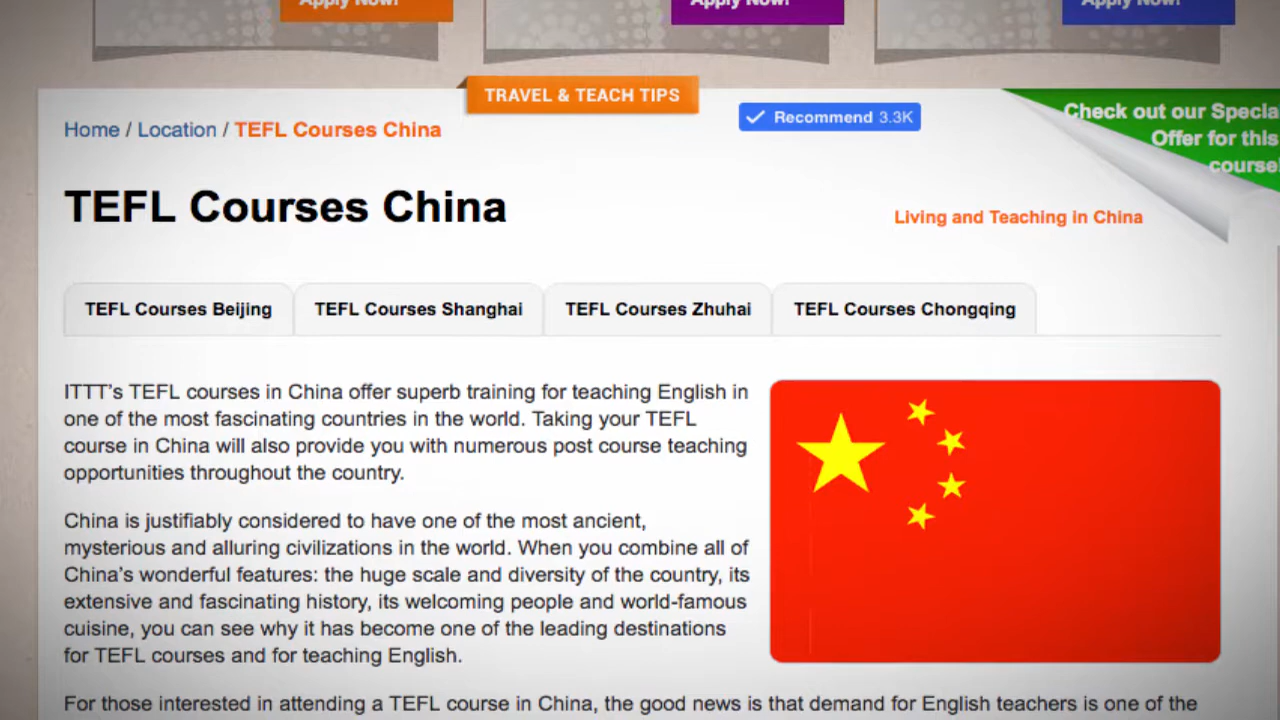 Apply Now! Apply Now! Apply Now!
TRAVEL & TEACH TIPS
Home / Location / TEFL Courses China
Recommend 3.3K
Check out our Specia
Offer for this
course
TEFL Courses China
Living and Teaching in China
TEFL Courses Beijing TEFL Courses Shanghai TEFL Courses Zhuhai TEFL Courses Chongqing
ITTT's TEFL courses in China offer superb training for teaching English in
one of the most fascinating countries in the world. Taking your TEFL
course in China will also provide you with numerous post course teaching
opportunities throughout the country.
China is justifiably considered to have one of the most ancient,
mysterious and alluring civilizations in the world. When you combine all of
China's wonderful features: the huge scale and diversity of the country, its
extensive and fascinating history, its welcoming people and world-famous
cuisine, you can see why it has become one of the leading destinations
for TEFL courses and for teaching English.
For those interested in attending a TEFL course in China, the good news is that demand for English teachers is one of the